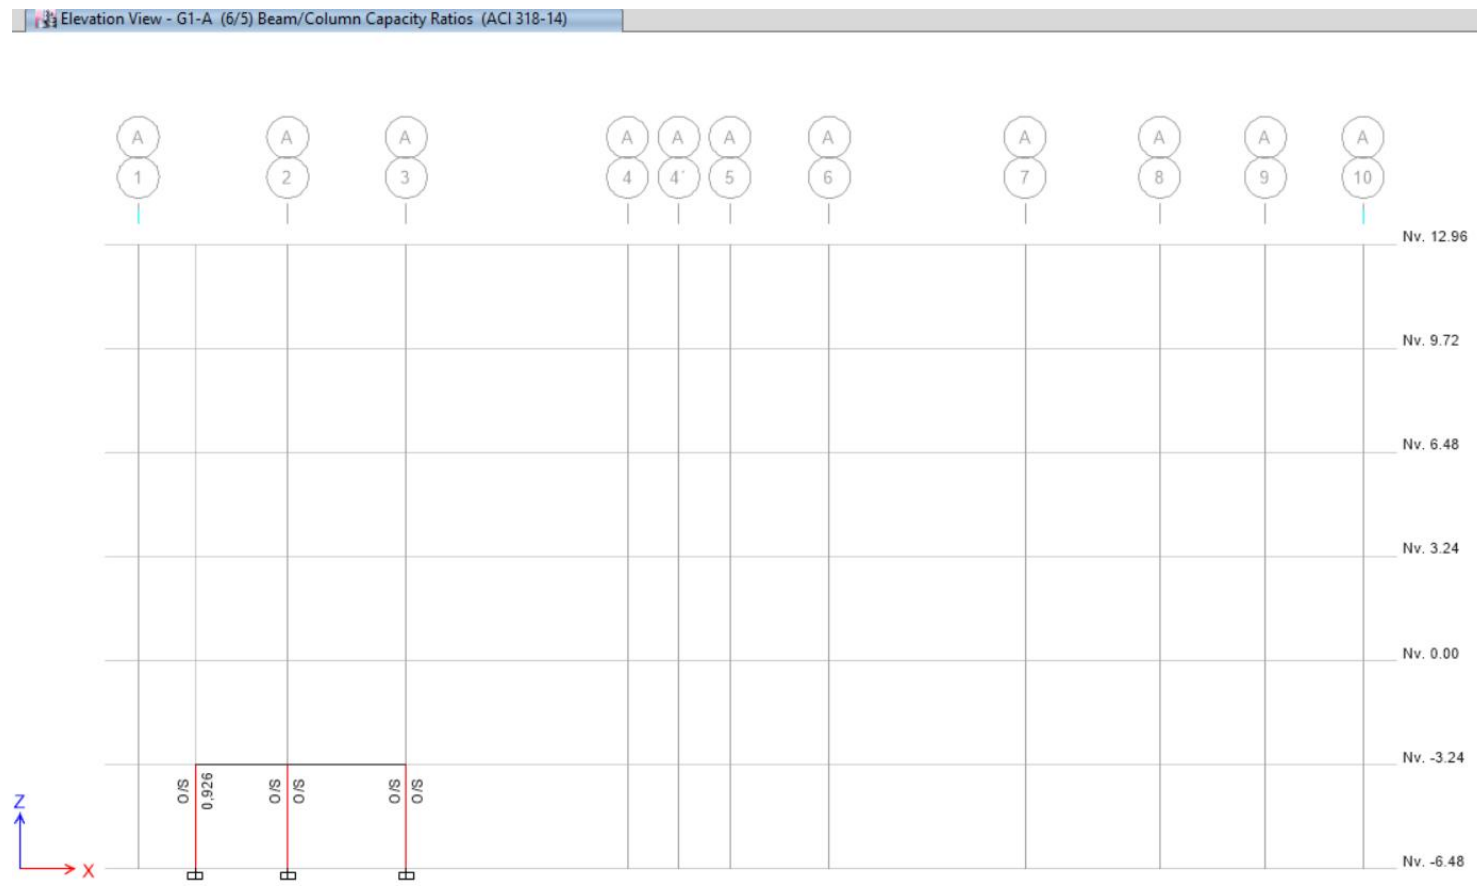 Elevation View - G1-A (6/5) Beam/Column Capacity Ratios (ACI 318-14)
A A A A A A A A A A A
1 2 3 4 4´ 5 6 7 8 9 10
Nv. 12.96
Nv. 9.72
Nv. 6.48
Nv. 3.24
Nv. 0.00
Nv. -3.24
O/S 0,926 O/S O/S O/S O/S
Z
X
Nv. -6.48